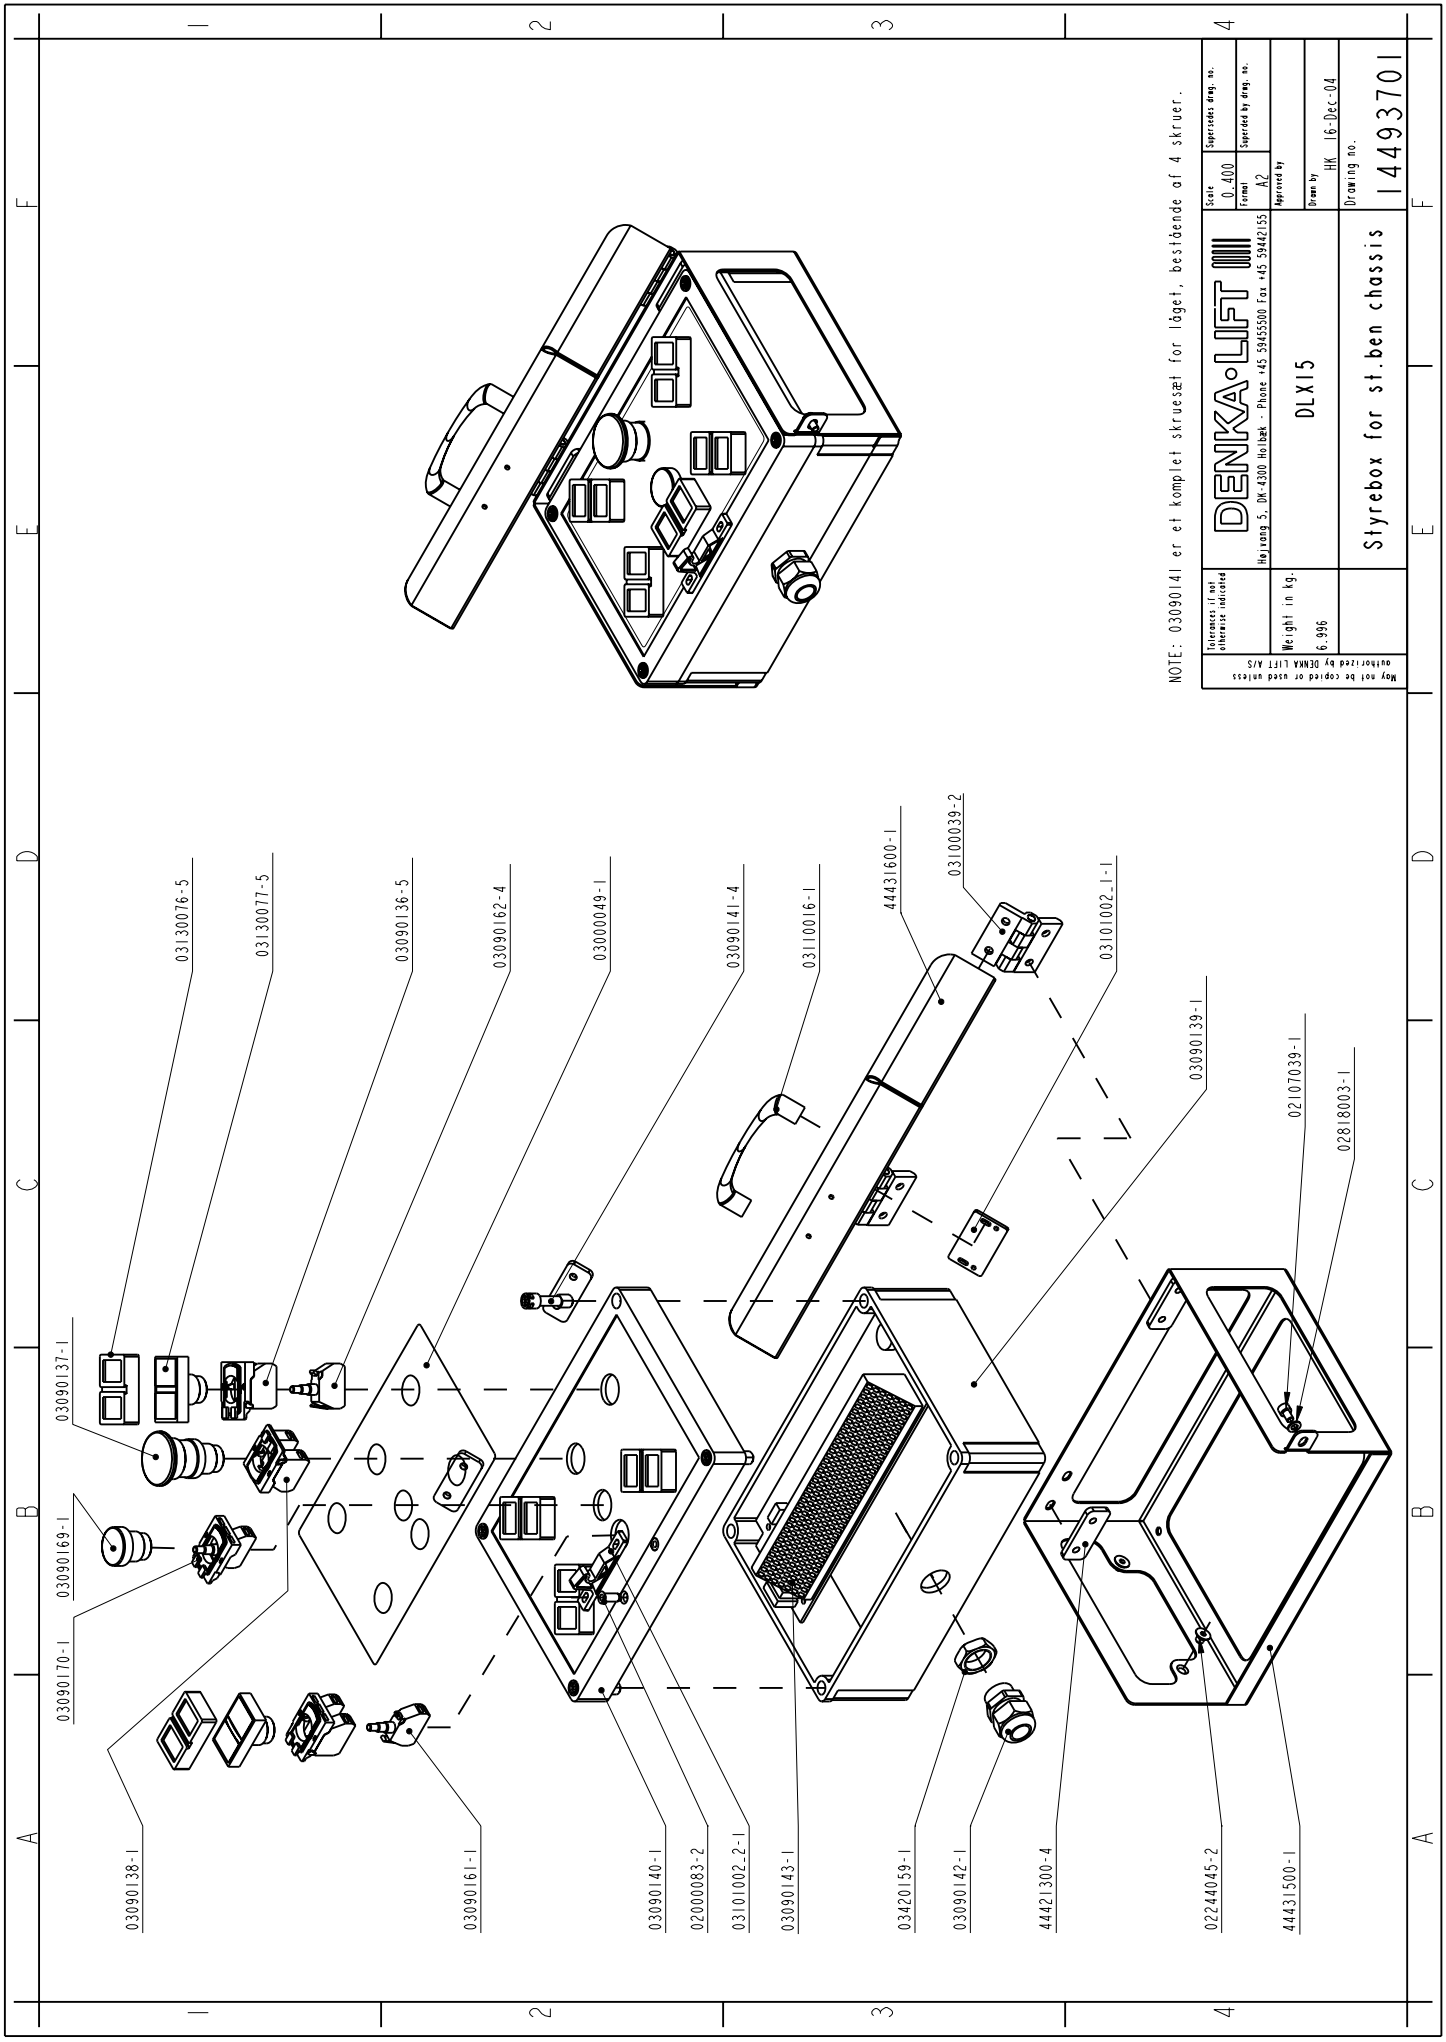 A
B
C
D
E
F
1
2
3
4
03090170-1
03090169-1
03090137-1
03130076-5
03130077-5
03090136-5
03090162-4
03000049-1
03090141-4
03110016-1
44431600-1
03100039-2
03101002_1-1
03090139-1
02107039-1
02818003-1
03090138-1
03090161-1
03090140-1
02000083-2
03101002_2-1
03090143-1
03420159-1
03090142-1
44421300-4
02244045-2
44431500-1
NOTE: 03090141 er et komplet skruesæt for låget, bestående af 4 skruer.
May not be copied or used unless
authorized by DENKA LIFT A/S
Tolerances if not
otherwise indicated
Weight in kg.
6.996
DENKA•LIFT
Højvang 5, DK-4300 Holbæk - Phone +45 59455500 Fax +45 59442155
DLX15
Styrebox for st.ben chassis
Scale
0.400
Supersedes drwg. no.
Format
A2
Superded by drwg. no.
Approved by
Drawn by
HK 16-Dec-04
Drawing no.
14493701
1
2
3
4
A
B
C
D
E
F